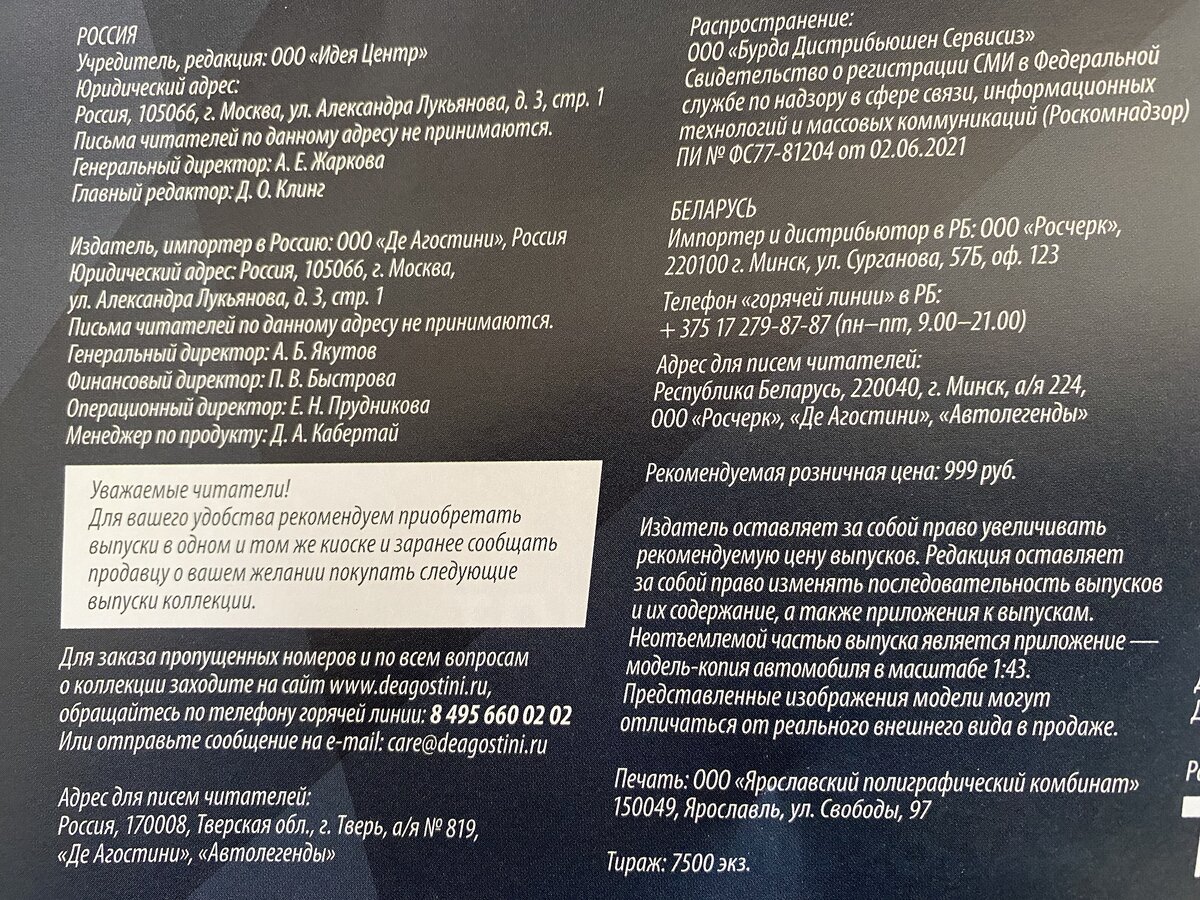 РОССИЯ
Учредитель, редакция: ООО «Идея Центр»
Юридический адрес:
Россия, 105066, г. Москва, ул. Александра Лукьянова, д. 3, стр. 1
Письма читателей по данному адресу не принимаются.
Генеральный директор: А. Е. Жаркова
Главный редактор: Д. О. Клинг
Издатель, импортер в Россию: ООО «Де Агостини», Россия
Юридический адрес: Россия, 105066, г. Москва,
ул. Александра Лукьянова, д. 3, стр. 1
Письма читателей по данному адресу не принимаются.
Генеральный директор: А. Б. Якутов
Финансовый директор: П. В. Быстрова
Операционный директор: Е. Н. Прудникова
Менеджер по продукту: Д. А. Кабертай
Уважаемые читатели!
Для вашего удобства рекомендуем приобретать
выпуски в одном и том же киоске и заранее сообщать
продавцу о вашем желании покупать следующие
выпуски коллекции.
Для заказа пропущенных номеров и по всем вопросам
о коллекции заходите на сайт www.deagostini.ru,
обращайтесь по телефону горячей линии: 8 495 660 02 02
Или отправьте сообщение на e-mail: care@deagostini.ru
Адрес для писем читателей:
Россия, 170008, Тверская обл., г. Тверь, а/я № 819,
«Де Агостини», «Автолегенды»
Распространение:
ООО «Бурда Дистрибьюшен Сервисиз»
Свидетельство о регистрации СМИ в Федеральной
службе по надзору в сфере связи, информационных
технологий и массовых коммуникаций (Роскомнадзор)
ПИ № ФС77-81204 от 02.06.2021
БЕЛАРУСЬ
Импортер и дистрибьютор в РБ: ООО «Росчерк»,
220100 г. Минск, ул. Сурганова, 57Б, оф. 123
Телефон «горячей линии» в РБ:
+ 375 17 279-87-87 (пн–пт, 9.00–21.00)
Адрес для писем читателей:
Республика Беларусь, 220040, г. Минск, а/я 224,
ООО «Росчерк», «Де Агостини», «Автолегенды»
Рекомендуемая розничная цена: 999 руб.
Издатель оставляет за собой право увеличивать
рекомендуемую цену выпусков. Редакция оставляет
за собой право изменять последовательность выпусков
и их содержание, а также приложения к выпускам.
Неотъемлемой частью выпуска является приложение —
модель-копия автомобиля в масштабе 1:43.
Представленные изображения модели могут
отличаться от реального внешнего вида в продаже.
Печать: ООО «Ярославский полиграфический комбинат»
150049, Ярославль, ул. Свободы, 97
Тираж: 7500 экз.